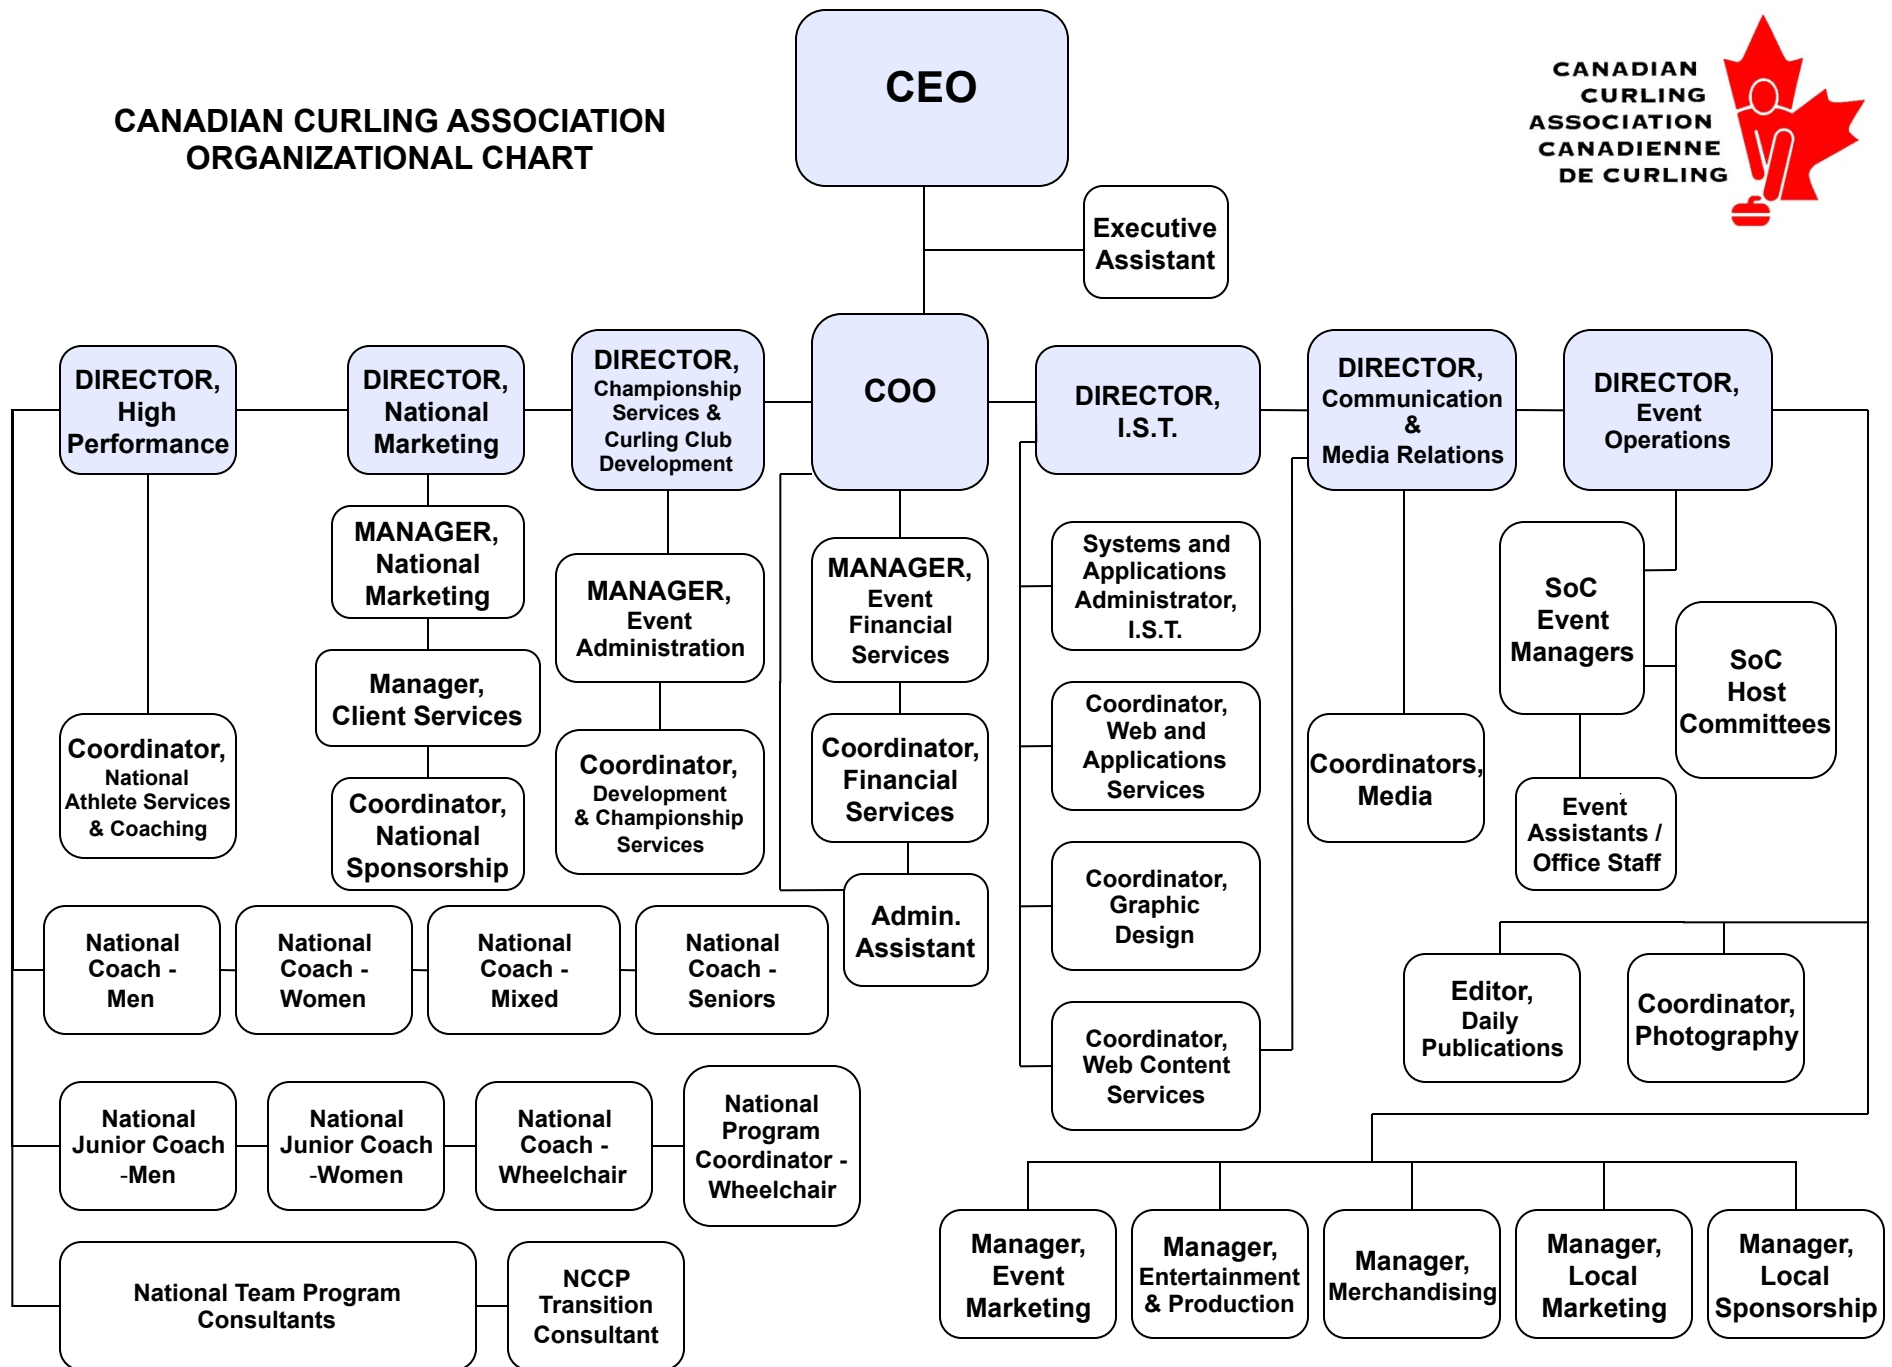 CEO
CANADIAN CURLING ASSOCIATION
ORGANIZATIONAL CHART
CANADIAN
CURLING
ASSOCIATION
CANADIENNE
DE CURLING
Executive
Assistant
DIRECTOR,
High
Performance
DIRECTOR,
National
Marketing
DIRECTOR,
Championship
Services &
Curling Club
Development
COO
DIRECTOR,
I.S.T.
DIRECTOR,
Communication
&
Media Relations
DIRECTOR,
Event
Operations
MANAGER,
National
Marketing
MANAGER,
Event
Administration
MANAGER,
Event
Financial
Services
Systems and
Applications
Administrator,
I.S.T.
SoC
Event
Managers
SoC
Host
Committees
Manager,
Client Services
Coordinator,
National
Athlete Services
& Coaching
Coordinator,
National
Sponsorship
Coordinator,
Development
& Championship
Services
Coordinator,
Financial
Services
Coordinator,
Web and
Applications
Services
Coordinators,
Media
Event
Assistants /
Office Staff
Admin.
Assistant
Coordinator,
Graphic
Design
National
Coach -
Men
National
Coach -
Women
National
Coach -
Mixed
National
Coach -
Seniors
Editor,
Daily
Publications
Coordinator,
Photography
Coordinator,
Web Content
Services
National
Junior Coach
-Men
National
Junior Coach
-Women
National
Coach -
Wheelchair
National
Program
Coordinator -
Wheelchair
National Team Program
Consultants
NCCP
Transition
Consultant
Manager,
Event
Marketing
Manager,
Entertainment
& Production
Manager,
Merchandising
Manager,
Local
Marketing
Manager,
Local
Sponsorship